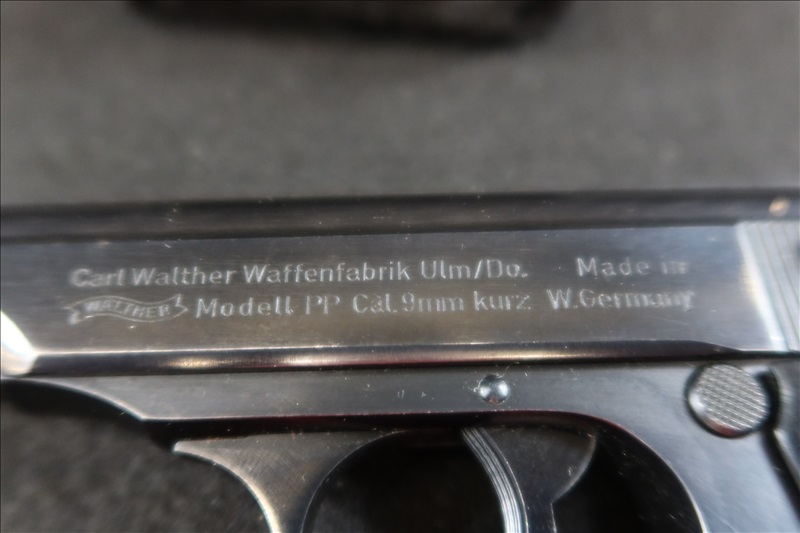 Carl Walther Waffenfabrik Ulm/Do. Made in
WALTHER Modell PP Cal. 9mm kurz W. Germany